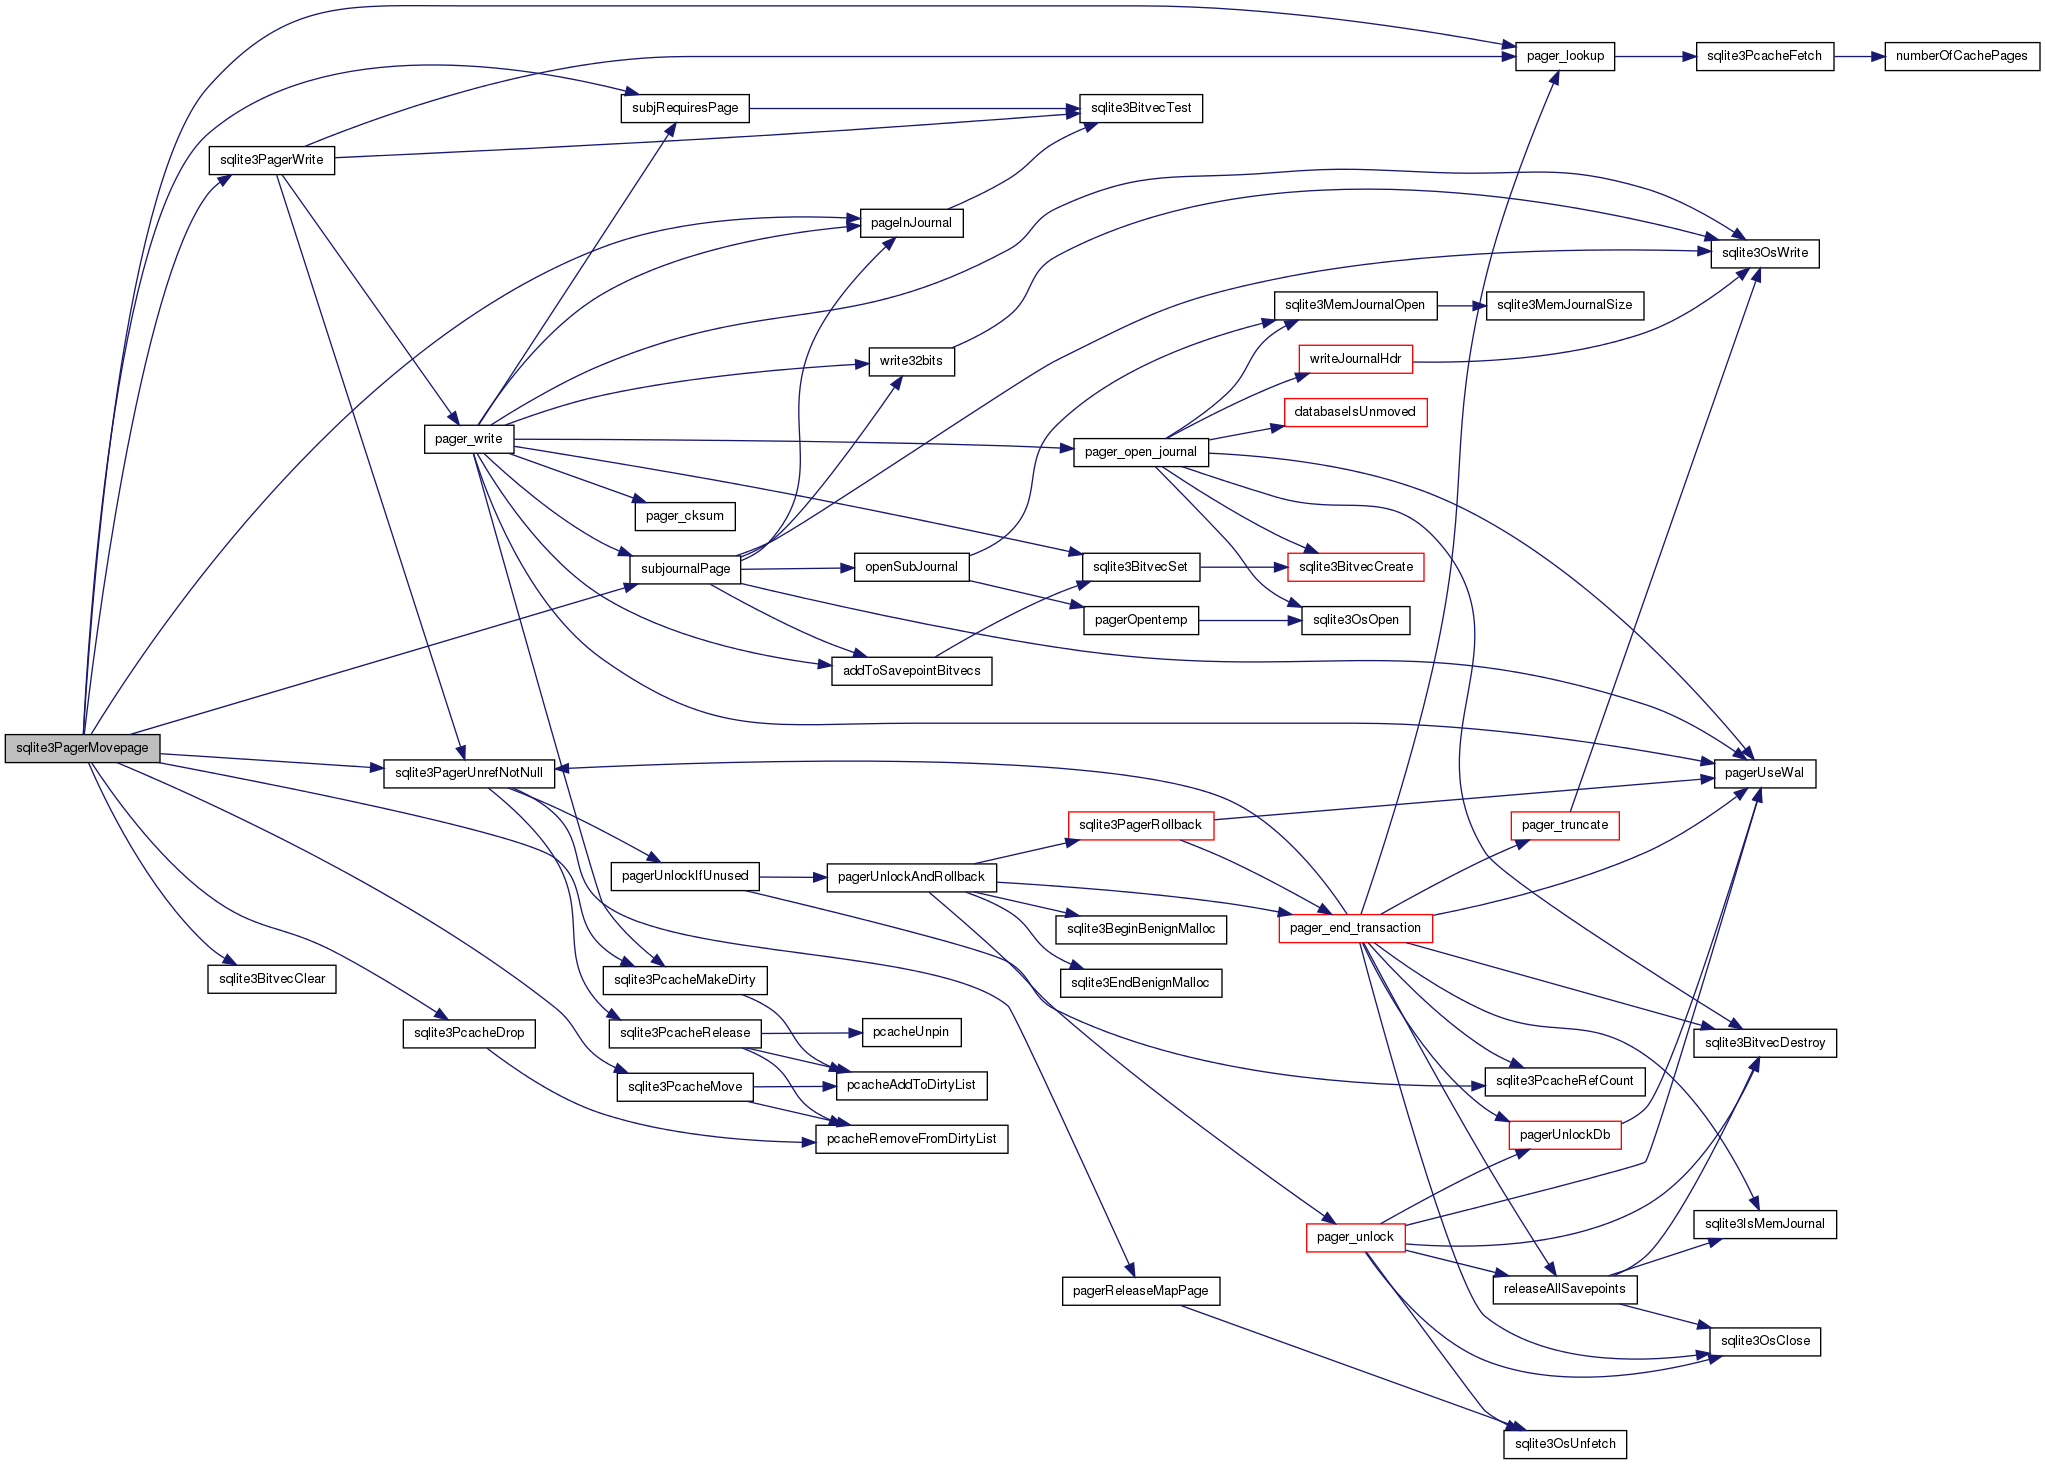 pager_lookup
sqlite3PcacheFetch
numberOfCachePages
subjRequiresPage
sqlite3BitvecTest
sqlite3PagerWrite
pageInJournal
sqlite3OsWrite
sqlite3MemJournalOpen
sqlite3MemJournalSize
write32bits
writeJournalHdr
databaseIsUnmoved
pager_write
pager_open_journal
pager_cksum
subjournalPage
openSubJournal
sqlite3BitvecSet
sqlite3BitvecCreate
pagerOpentemp
sqlite3OsOpen
addToSavepointBitvecs
sqlite3PagerMovepage
sqlite3PagerUnrefNotNull
pagerUseWal
sqlite3PagerRollback
pager_truncate
pagerUnlockIfUnused
pagerUnlockAndRollback
sqlite3BeginBenignMalloc
pager_end_transaction
sqlite3BitvecClear
sqlite3PcacheMakeDirty
sqlite3EndBenignMalloc
sqlite3PcacheDrop
sqlite3PcacheRelease
pcacheUnpin
sqlite3BitvecDestroy
sqlite3PcacheMove
pcacheAddToDirtyList
sqlite3PcacheRefCount
pcacheRemoveFromDirtyList
pagerUnlockDb
sqlite3IsMemJournal
pager_unlock
pagerReleaseMapPage
releaseAllSavepoints
sqlite3OsClose
sqlite3OsUnfetch